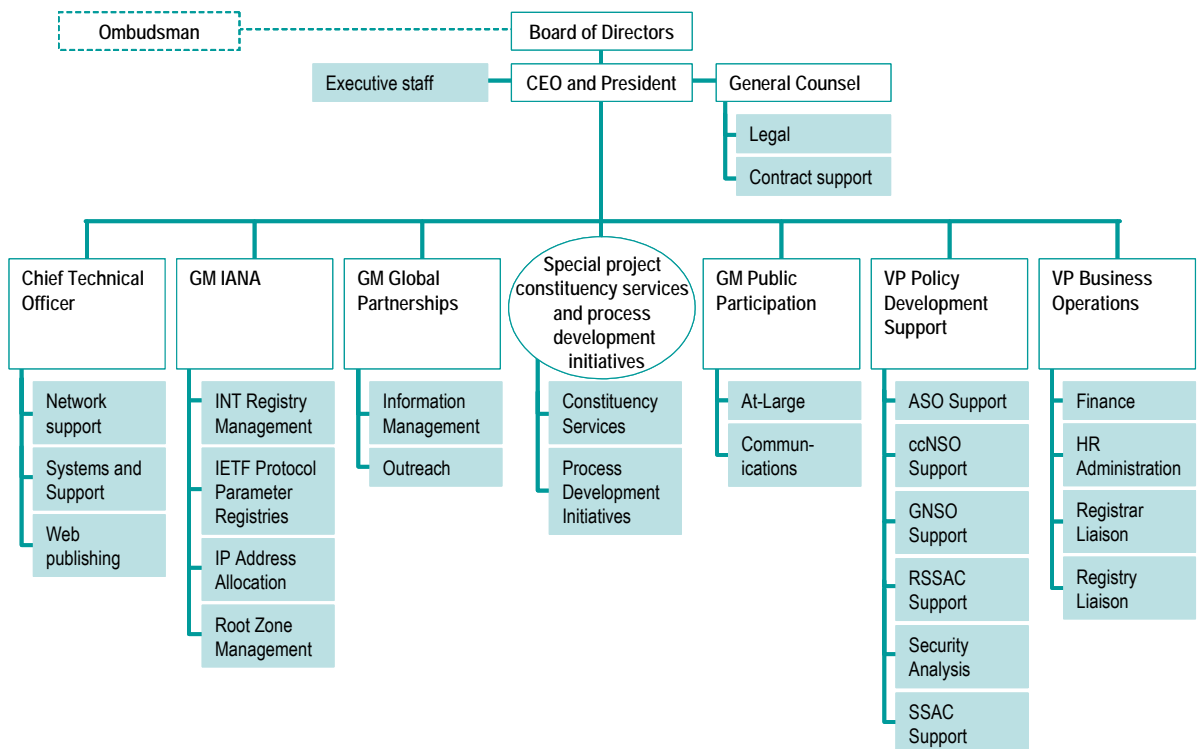 Ombudsman
Board of Directors
Executive staff
CEO and President
General Counsel
Legal
Contract support
Chief Technical
Officer
Network
support
Systems and
Support
Web
publishing
GM IANA
INT Registry
Management
IETF Protocol
Parameter
Registries
IP Address
Allocation
Root Zone
Management
GM Global
Partnerships
Information
Management
Outreach
Special project
constituency services
and process
development
initiatives
Constituency
Services
Process
Development
Initiatives
GM Public
Participation
At-Large
Commun-
ications
VP Policy
Development
Support
ASO Support
ccNSO
Support
GNSO
Support
RSSAC
Support
Security
Analysis
SSAC
Support
VP Business
Operations
Finance
HR
Administration
Registrar
Liaison
Registry
Liaison